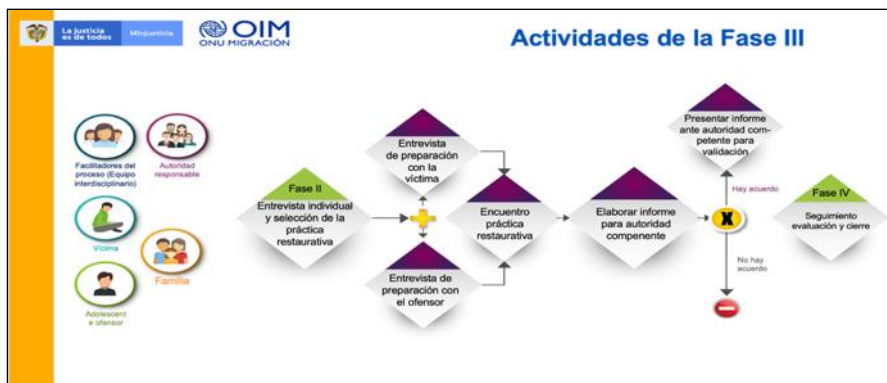 La justicia
es de todos
Minjusticia
OIM
ONU MIGRACIÓN
Actividades de la Fase III
Facilitadores del
proceso (Equipo
interdisciplinario)
Autoridad
responsable
Vícima
Familia
Adolescent
e ofensor
Fase II
Entrevista individual
y selección de la
práctica restaurativa
Entrevista
de preparación
con la
víctima
Entrevista de
preparación con
el ofensor
Encuentro
práctica
restaurativa
Elaborar informe
para autoridad
compenente
X
Presentar informe
ante autoridad com-
petente para
validación
Hay acuerdo
No hay
acuerdo
Fase IV
Seguimiento
evaluación y cierre